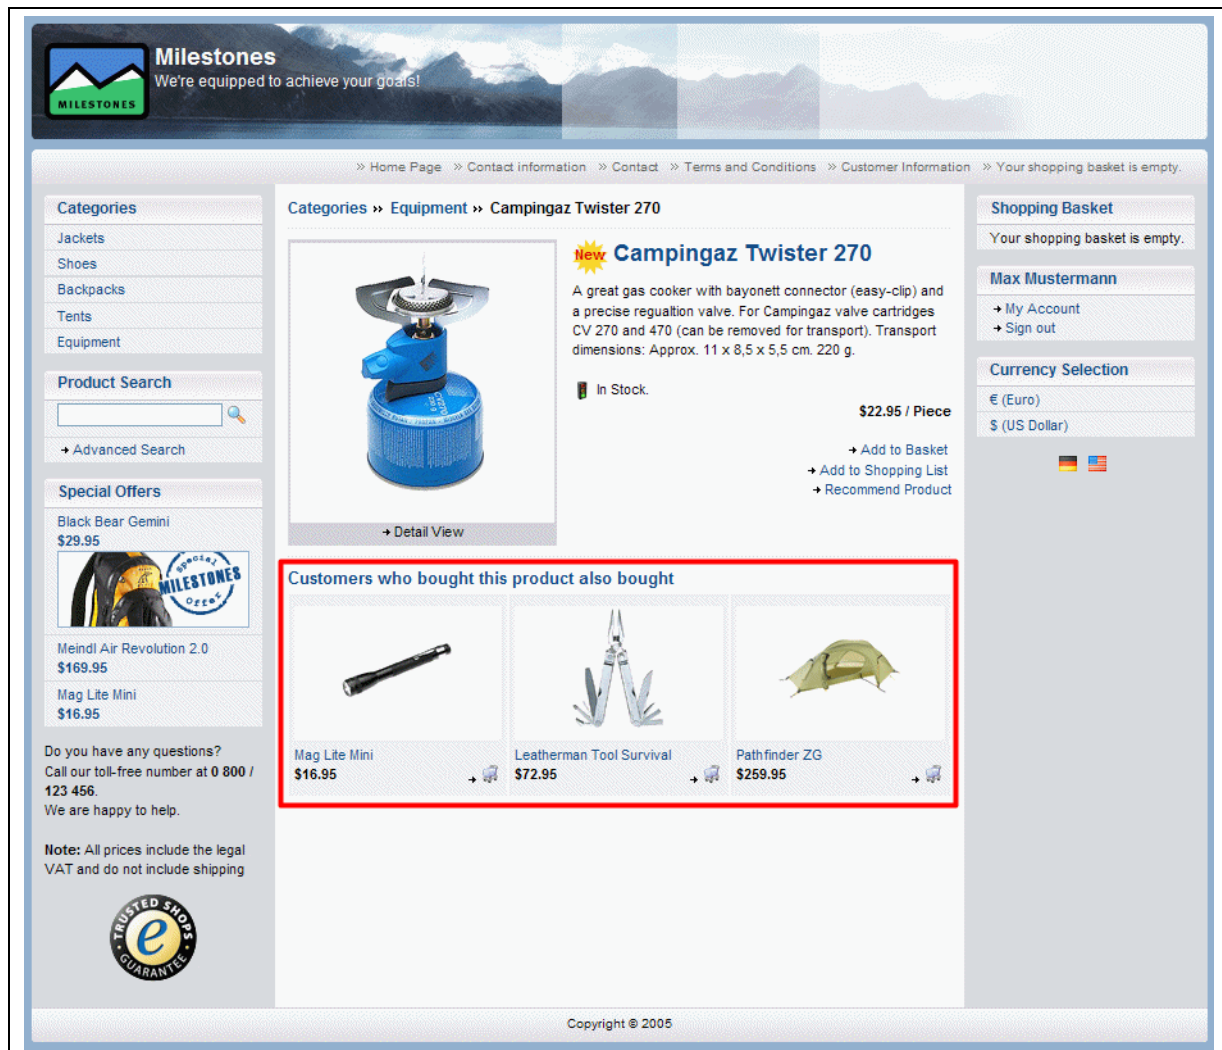 Milestones
We're equipped to achieve your goals!
MILESTONES
» Home Page » Contact information » Contact » Terms and Conditions » Customer Information » Your shopping basket is empty.
Categories
Jackets
Shoes
Backpacks
Tents
Equipment
Product Search
Advanced Search
Special Offers
Black Bear Gemini
$29.95
Special
MILESTONES
Offer
Meindl Air Revolution 2.0
$169.95
Mag Lite Mini
$16.95
Do you have any questions?
Call our toll-free number at 0 800 /
123 456.
We are happy to help.
Note: All prices include the legal
VAT and do not include shipping
TRUSTED SHOPS
e
GUARANTEE
Categories » Equipment » Campingaz Twister 270
New Campingaz Twister 270
A great gas cooker with bayonett connector (easy-clip) and
a precise regualtion valve. For Campingaz valve cartridges
CV 270 and 470 (can be removed for transport). Transport
dimensions: Approx. 11 x 8,5 x 5,5 cm. 220 g.
In Stock.
$22.95 / Piece
Add to Basket
Add to Shopping List
Recommend Product
Detail View
Customers who bought this product also bought
Mag Lite Mini
$16.95
Leatherman Tool Survival
$72.95
Pathfinder ZG
$259.95
Shopping Basket
Your shopping basket is empty.
Max Mustermann
My Account
Sign out
Currency Selection
€ (Euro)
$ (US Dollar)
Copyright © 2005